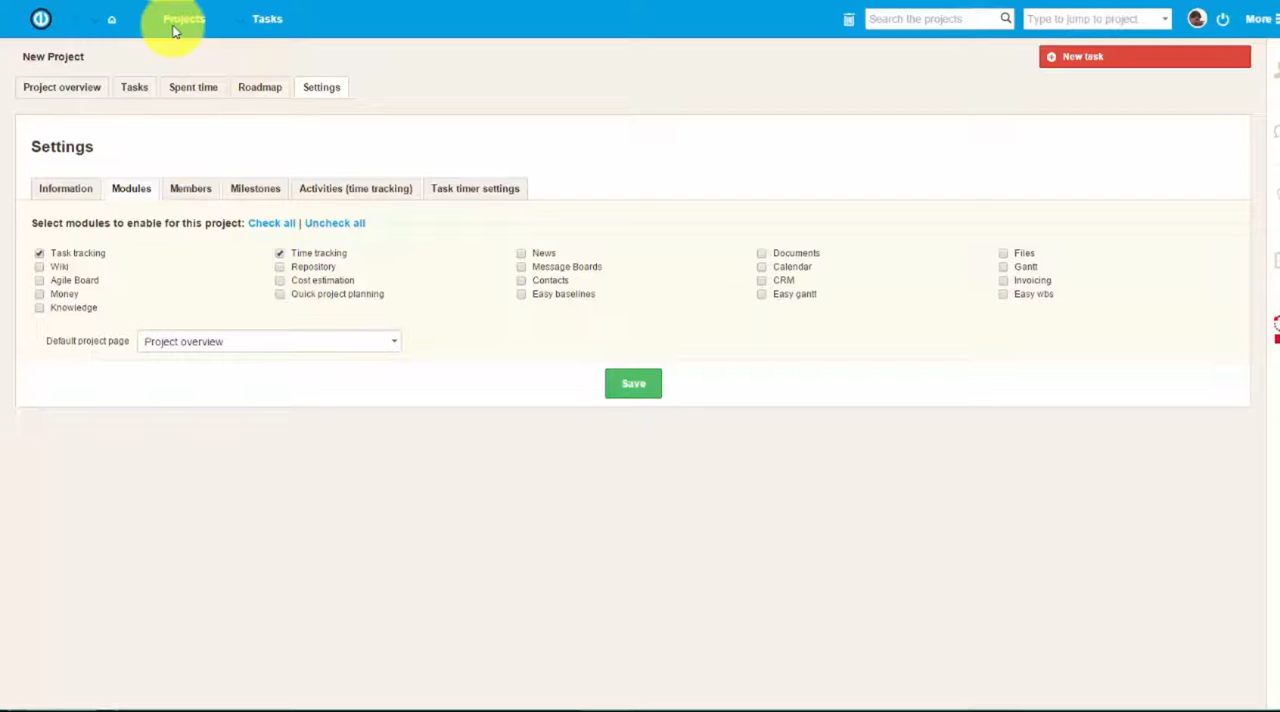 Projects Tasks Search the projects Type to jump to project More
New Project New task
Project overview Tasks Spent time Roadmap Settings
Settings
Information Modules Members Milestones Activities (time tracking) Task timer settings
Select modules to enable for this project: Check all | Uncheck all
Task tracking Time tracking News Documents Files
Wiki Repository Message Boards Calendar Gantt
Agile Board Cost estimation Contacts CRM Invoicing
Money Quick project planning Easy baselines Easy gantt Easy wbs
Knowledge
Default project page Project overview
Save